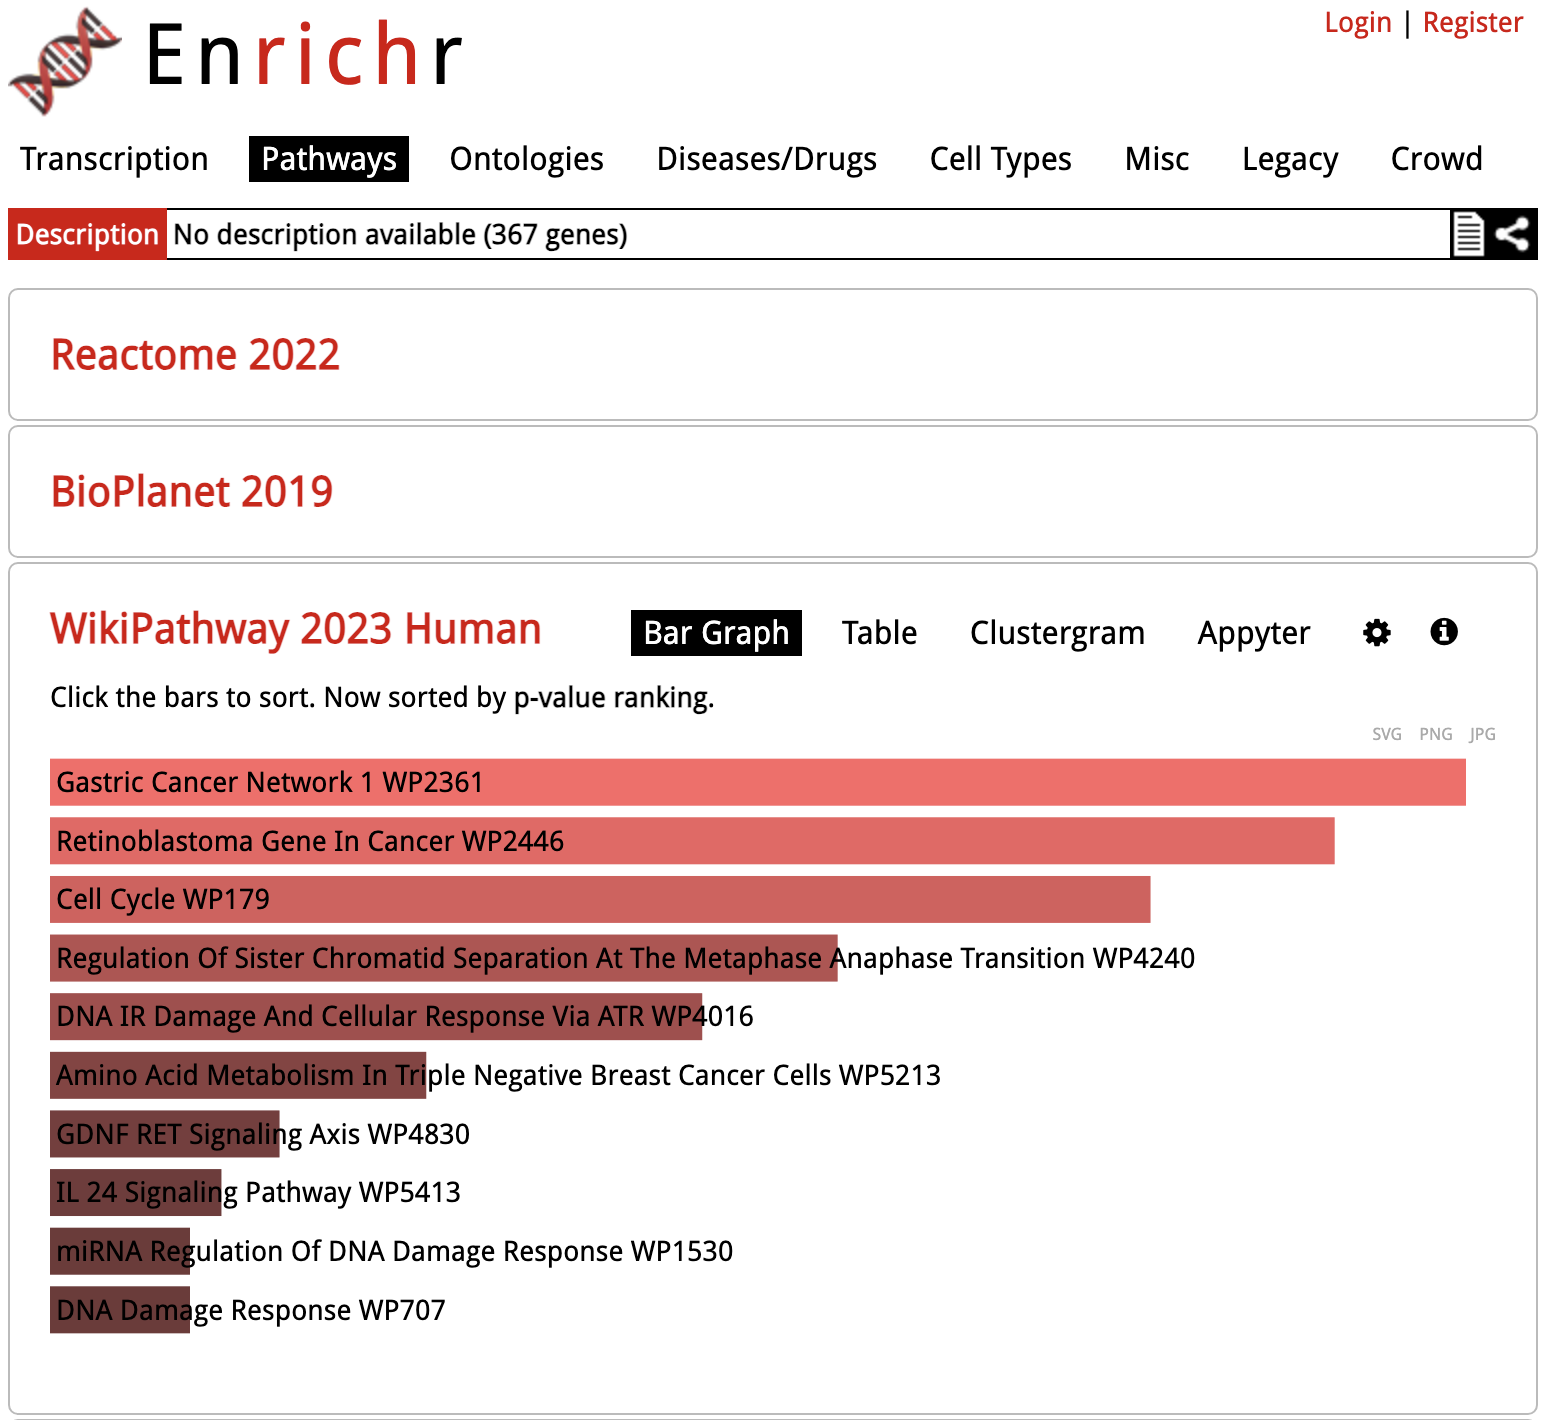 Enrichr
Login | Register
Transcription Pathways Ontologies Diseases/Drugs Cell Types Misc Legacy Crowd
Description No description available (367 genes)
Reactome 2022
BioPlanet 2019
WikiPathway 2023 Human Bar Graph Table Clustergram Appyter
Click the bars to sort. Now sorted by p-value ranking.
SVG PNG JPG
Gastric Cancer Network 1 WP2361
Retinoblastoma Gene In Cancer WP2446
Cell Cycle WP179
Regulation Of Sister Chromatid Separation At The Metaphase Anaphase Transition WP4240
DNA IR Damage And Cellular Response Via ATR WP4016
Amino Acid Metabolism In Triple Negative Breast Cancer Cells WP5213
GDNF RET Signaling Axis WP4830
IL 24 Signaling Pathway WP5413
miRNA Regulation Of DNA Damage Response WP1530
DNA Damage Response WP707